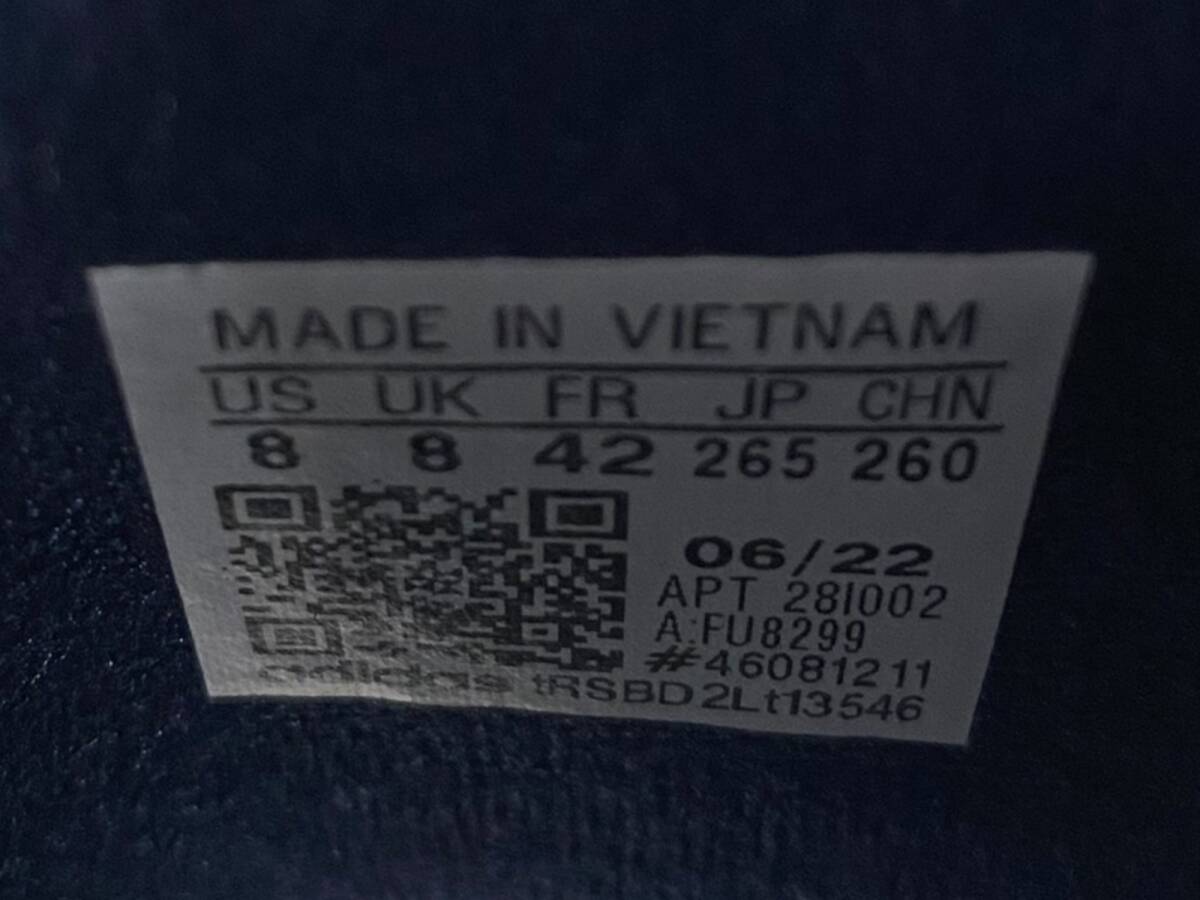 MADE IN VIETNAM
US UK FR JP CHN
8 8 42 265 260
06/22
APT 28I002
A:FU8299
#46081211
adidas tRSBD2Lt13546